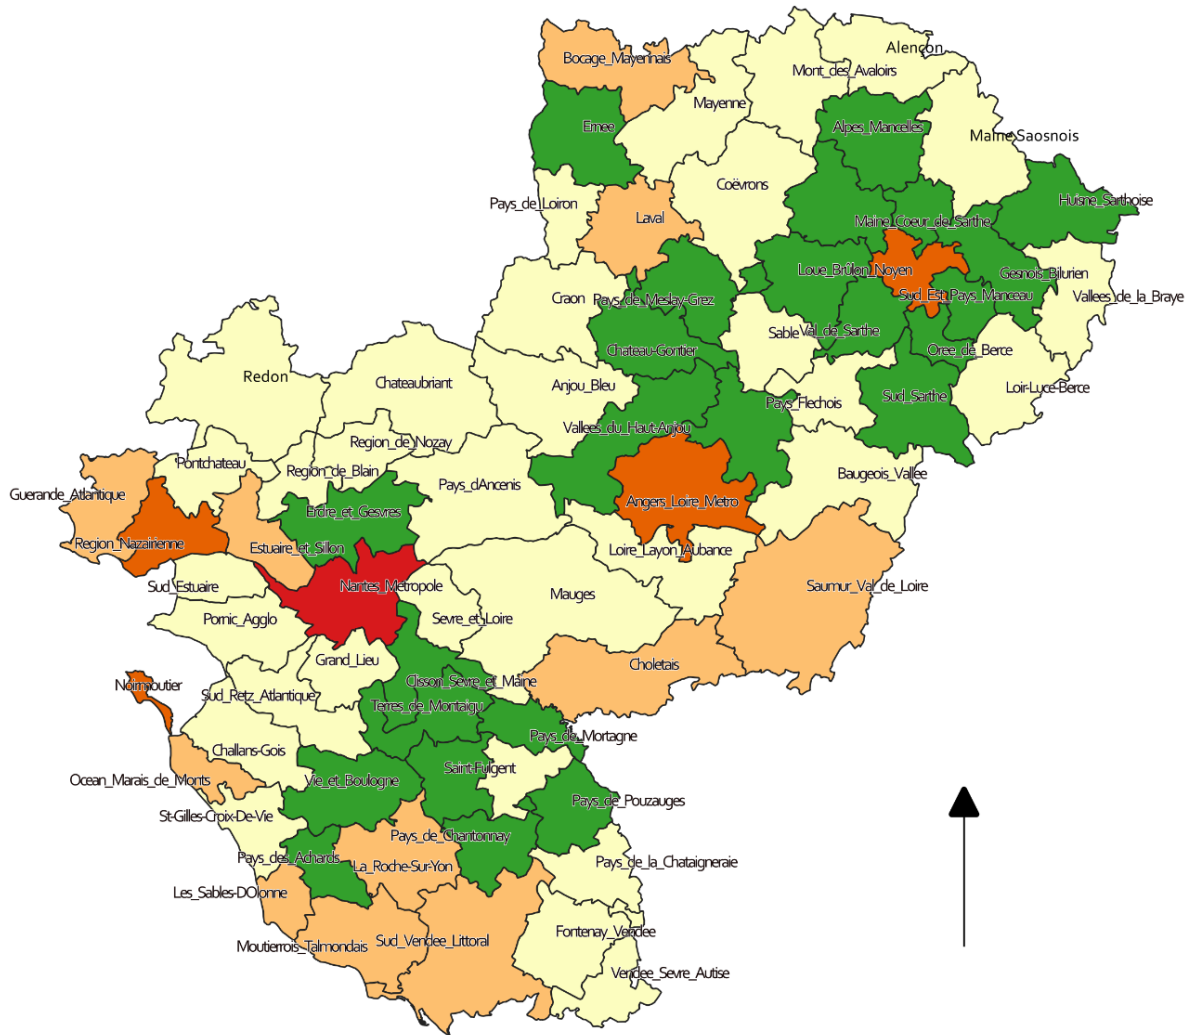 Alençon
Bocage_Mayennais
Mont_des_Avaloirs
Mayenne
Ernee
Alpes_Mancelles
Maine Saosnois
Coëvrons
Pays_de_Loiron
Huisne_Sarthoise
Laval
Maine_Coeur_de_Sarthe
Loue_Brûlon_Noyen
Gesnois_Bilurien
Craon
Pays_de_Meslay-Grez
Sud_Est_Pays_Manceau
Vallees_de_la_Braye
Sable
Val_de_Sarthe
Chateau-Gontier
Oree_de_Berce
Redon
Chateaubriant
Anjou_Bleu
Loir-Luce-Berce
Pays_Flechois
Sud_Sarthe
Vallees_du_Haut-Anjou
Region_de_Nozay
Pontchateau
Region_de_Blain
Baugeois_Vallee
Pays_dAncenis
Guerande_Atlantique
Angers_Loire_Metro
Erdre_et_Gesvres
Region_Nazairienne
Estuaire_et_Sillon
Loire_Layon_Aubance
Sud_Estuaire
Nantes_Metropole
Saumur_Val_de_Loire
Mauges
Pornic_Agglo
Sevre_et_Loire
Grand_Lieu
Choletais
Noirmoutier
Clisson_Sevre_et_Maine
Sud_Retz_Atlantique
Terres_de_Montaigu
Pays_de_Mortagne
Challans-Gois
Saint-Fulgent
Ocean_Marais_de_Monts
Vie_et_Boulogne
Pays_de_Pouzauges
St-Gilles-Croix-De-Vie
Pays_de_Chantonnay
Pays_des_Achards
La_Roche-Sur-Yon
Pays_de_la_Chataigneraie
Les_Sables-DOlonne
Fontenay_Vendee
Moutierrois_Talmondais
Sud_Vendee_Littoral
Vendee_Sevre_Autise